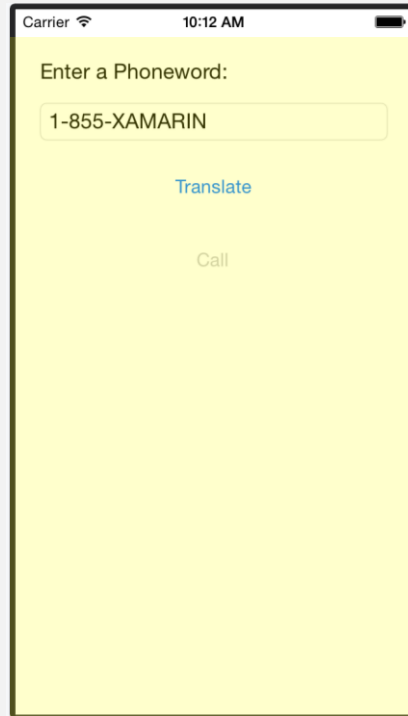 Carrier 10:12 AM
Enter a Phoneword:
1-855-XAMARIN
Translate
Call